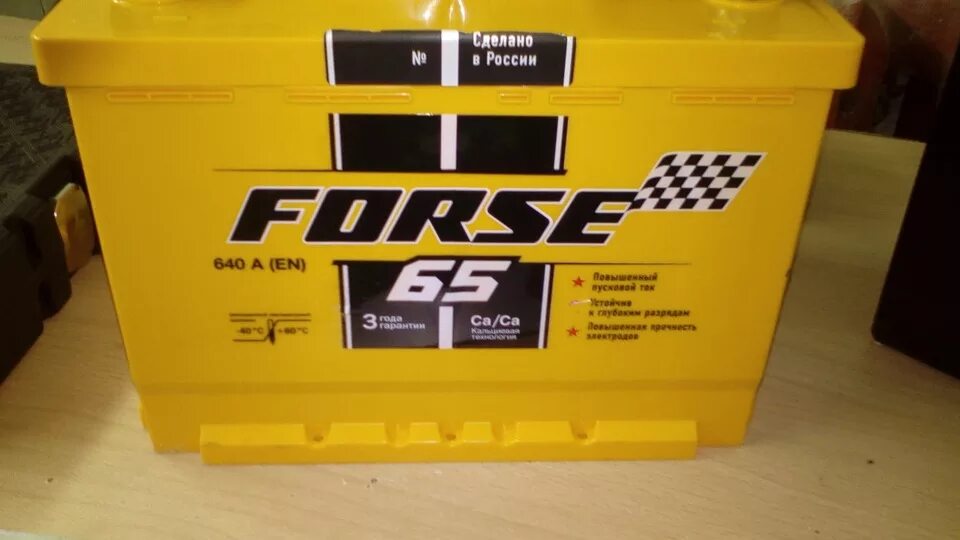 №
Сделано
в России
FORSE
640 A (EN)
65
3 года
гарантии
Ca/Ca
Кальциевая
технология
-40°C +60°C
Повышенный
пусковой ток
Устойчив
к глубоким разрядам
Повышенная прочность
электродов